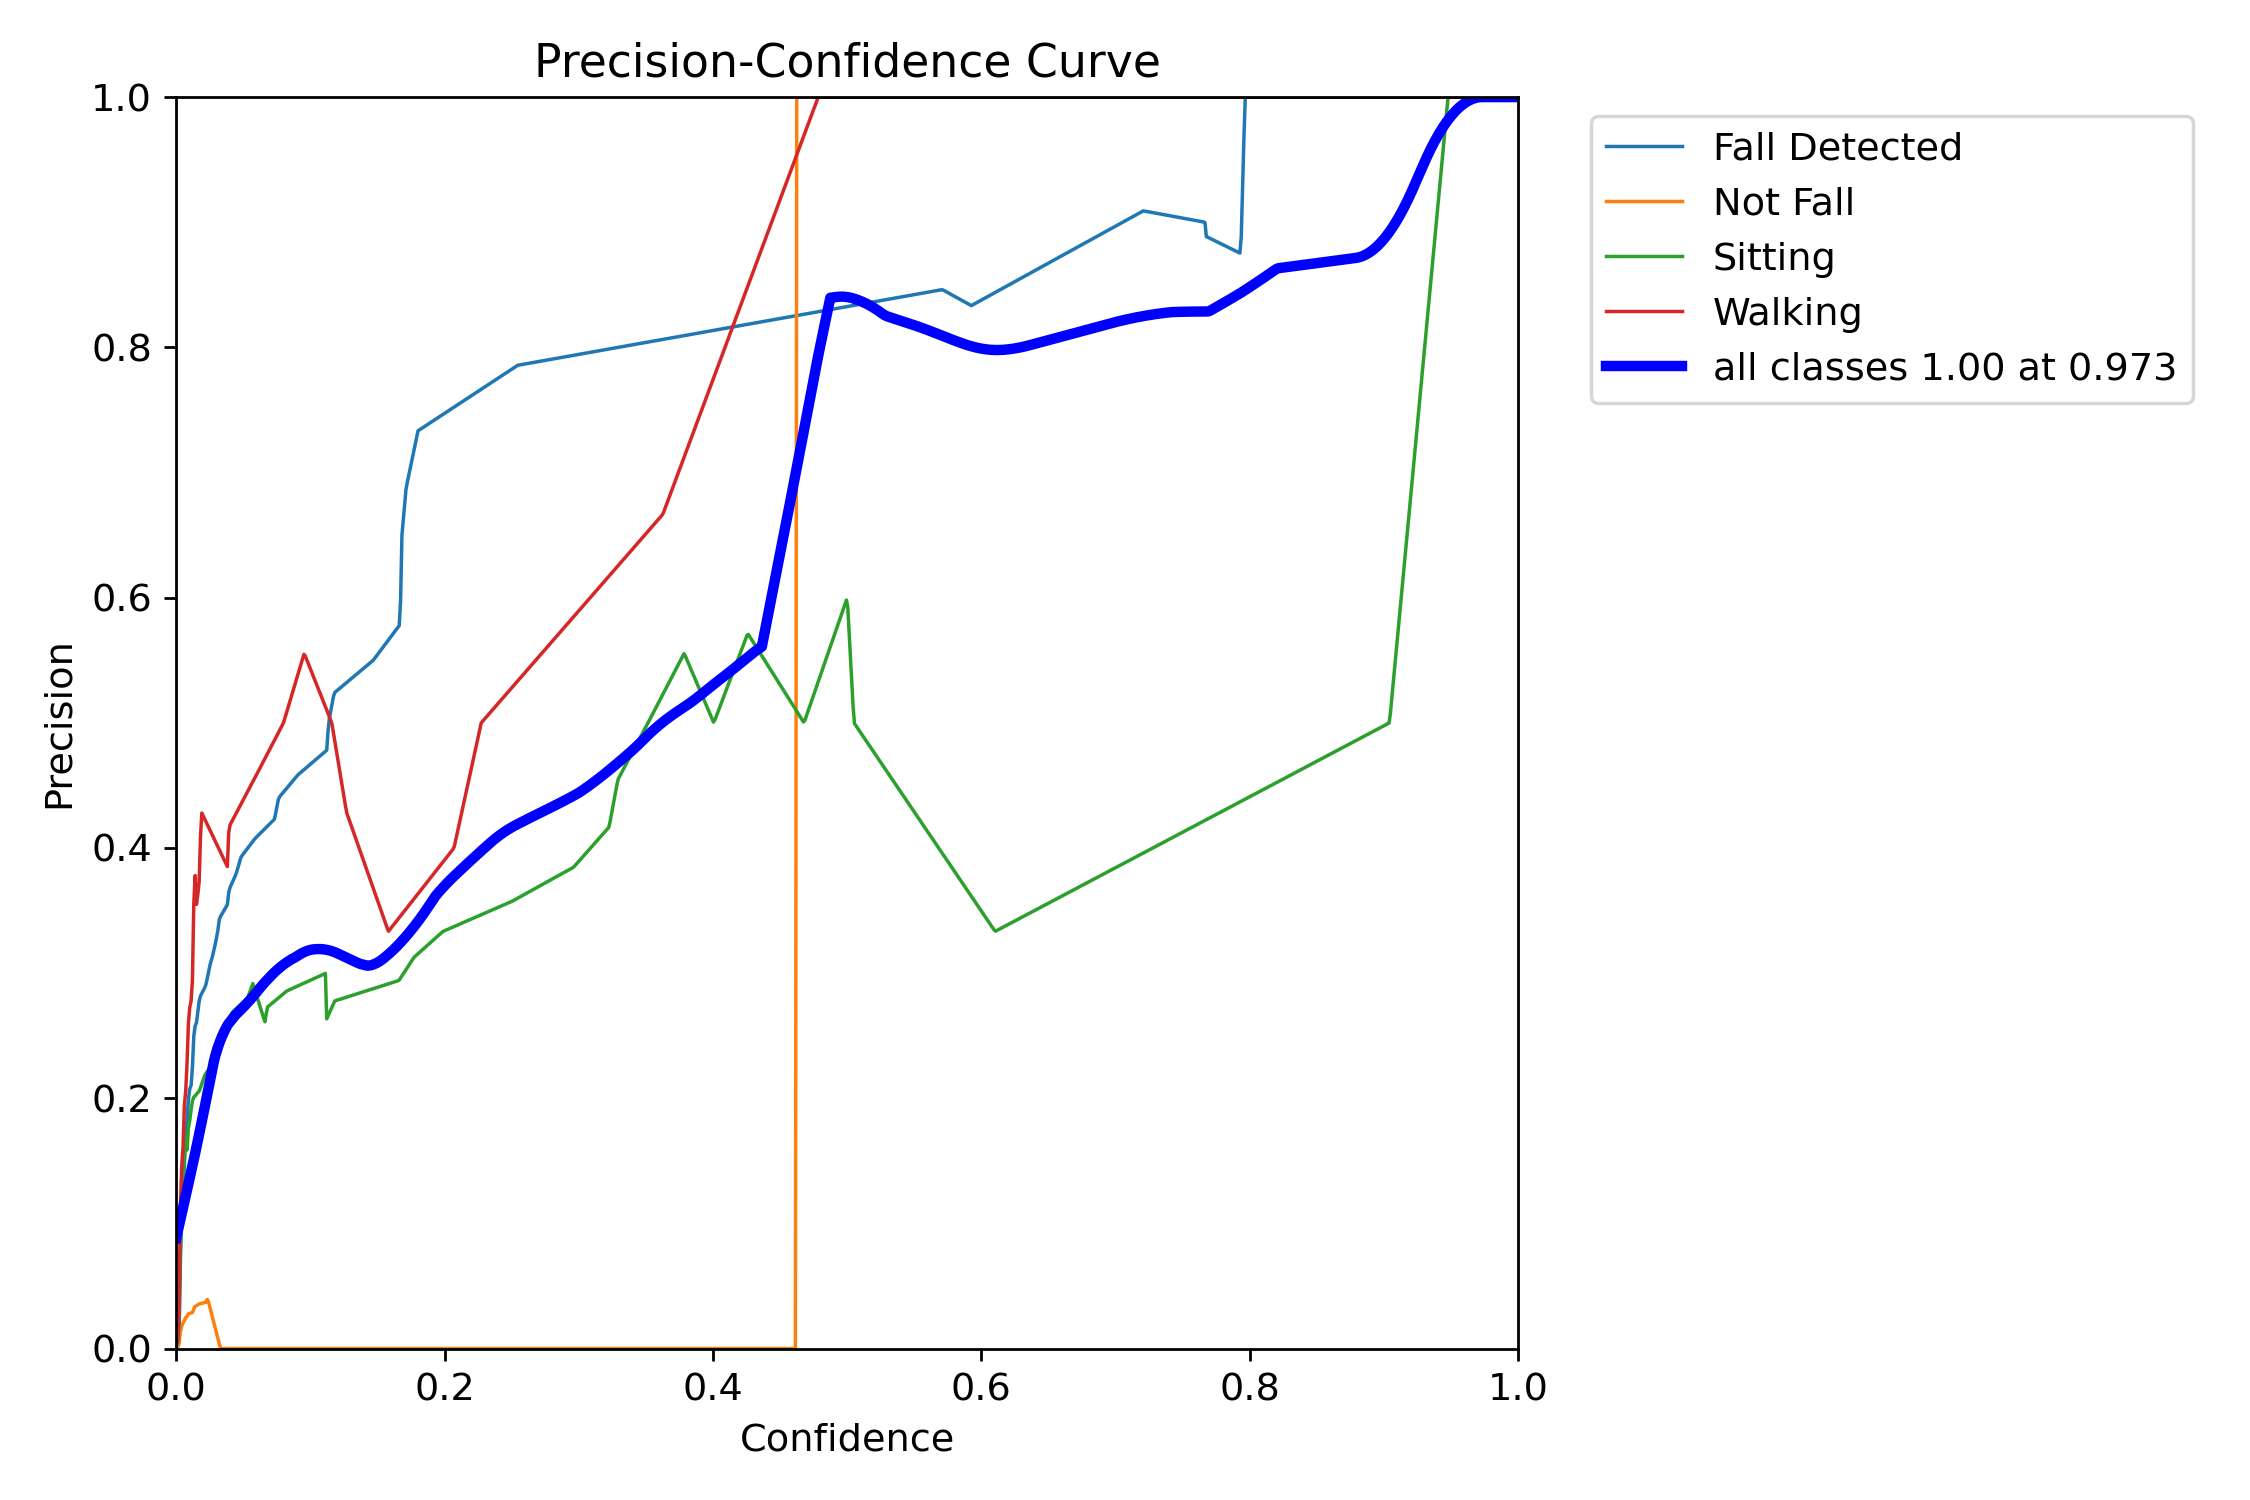 Precision-Confidence Curve
1.0
0.8
0.6
0.4
0.2
0.0
Precision
0.0 0.2 0.4 0.6 0.8 1.0
Confidence
Fall Detected
Not Fall
Sitting
Walking
all classes 1.00 at 0.973